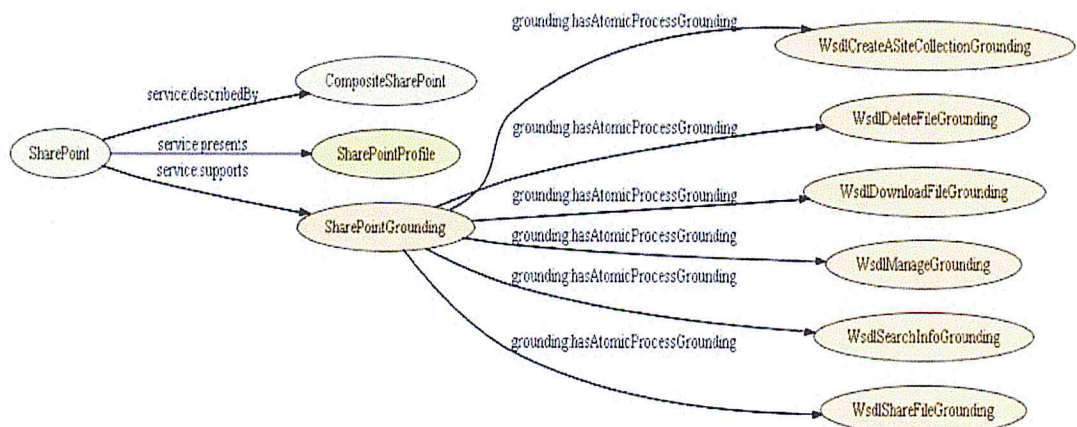 grounding:hasAtomicProcessGrounding
WsdlCreateASiteCollectionGrounding
CompositeSharePoint
service:describedBy
WsdlDeleteFileGrounding
grounding:hasAtomicProcessGrounding
SharePoint
service:presents
SharePointProfile
service:supports
grounding:hasAtomicProcessGrounding
WsdlDownloadFileGrounding
SharePointGrounding
grounding:hasAtomicProcessGrounding
WsdlManageGrounding
grounding:hasAtomicProcessGrounding
WsdlSearchInfoGrounding
grounding:hasAtomicProcessGrounding
WsdlShareFileGrounding